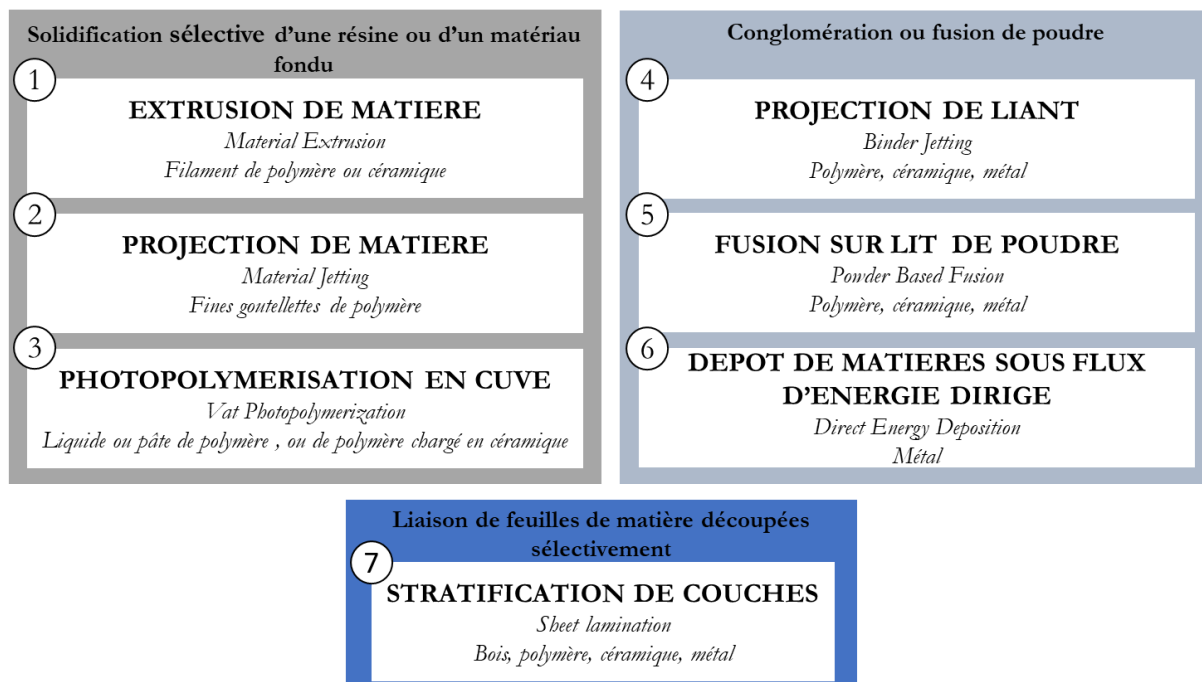 Solidification sélective d'une résine ou d'un matériau
fondu
1
EXTRUSION DE MATIERE
Material Extrusion
Filament de polymère ou céramique
2
PROJECTION DE MATIERE
Material Jetting
Fines goutellettes de polymère
3
PHOTOPOLYMERISATION EN CUVE
Vat Photopolymerization
Liquide ou pâte de polymère , ou de polymère chargé en céramique
Conglomération ou fusion de poudre
4
PROJECTION DE LIANT
Binder Jetting
Polymère, céramique, métal
5
FUSION SUR LIT DE POUDRE
Powder Based Fusion
Polymère, céramique, métal
6
DEPOT DE MATIERES SOUS FLUX
D'ENERGIE DIRIGE
Direct Energy Deposition
Métal
Liaison de feuilles de matière découpées
sélectivement
7
STRATIFICATION DE COUCHES
Sheet lamination
Bois, polymère, céramique, métal